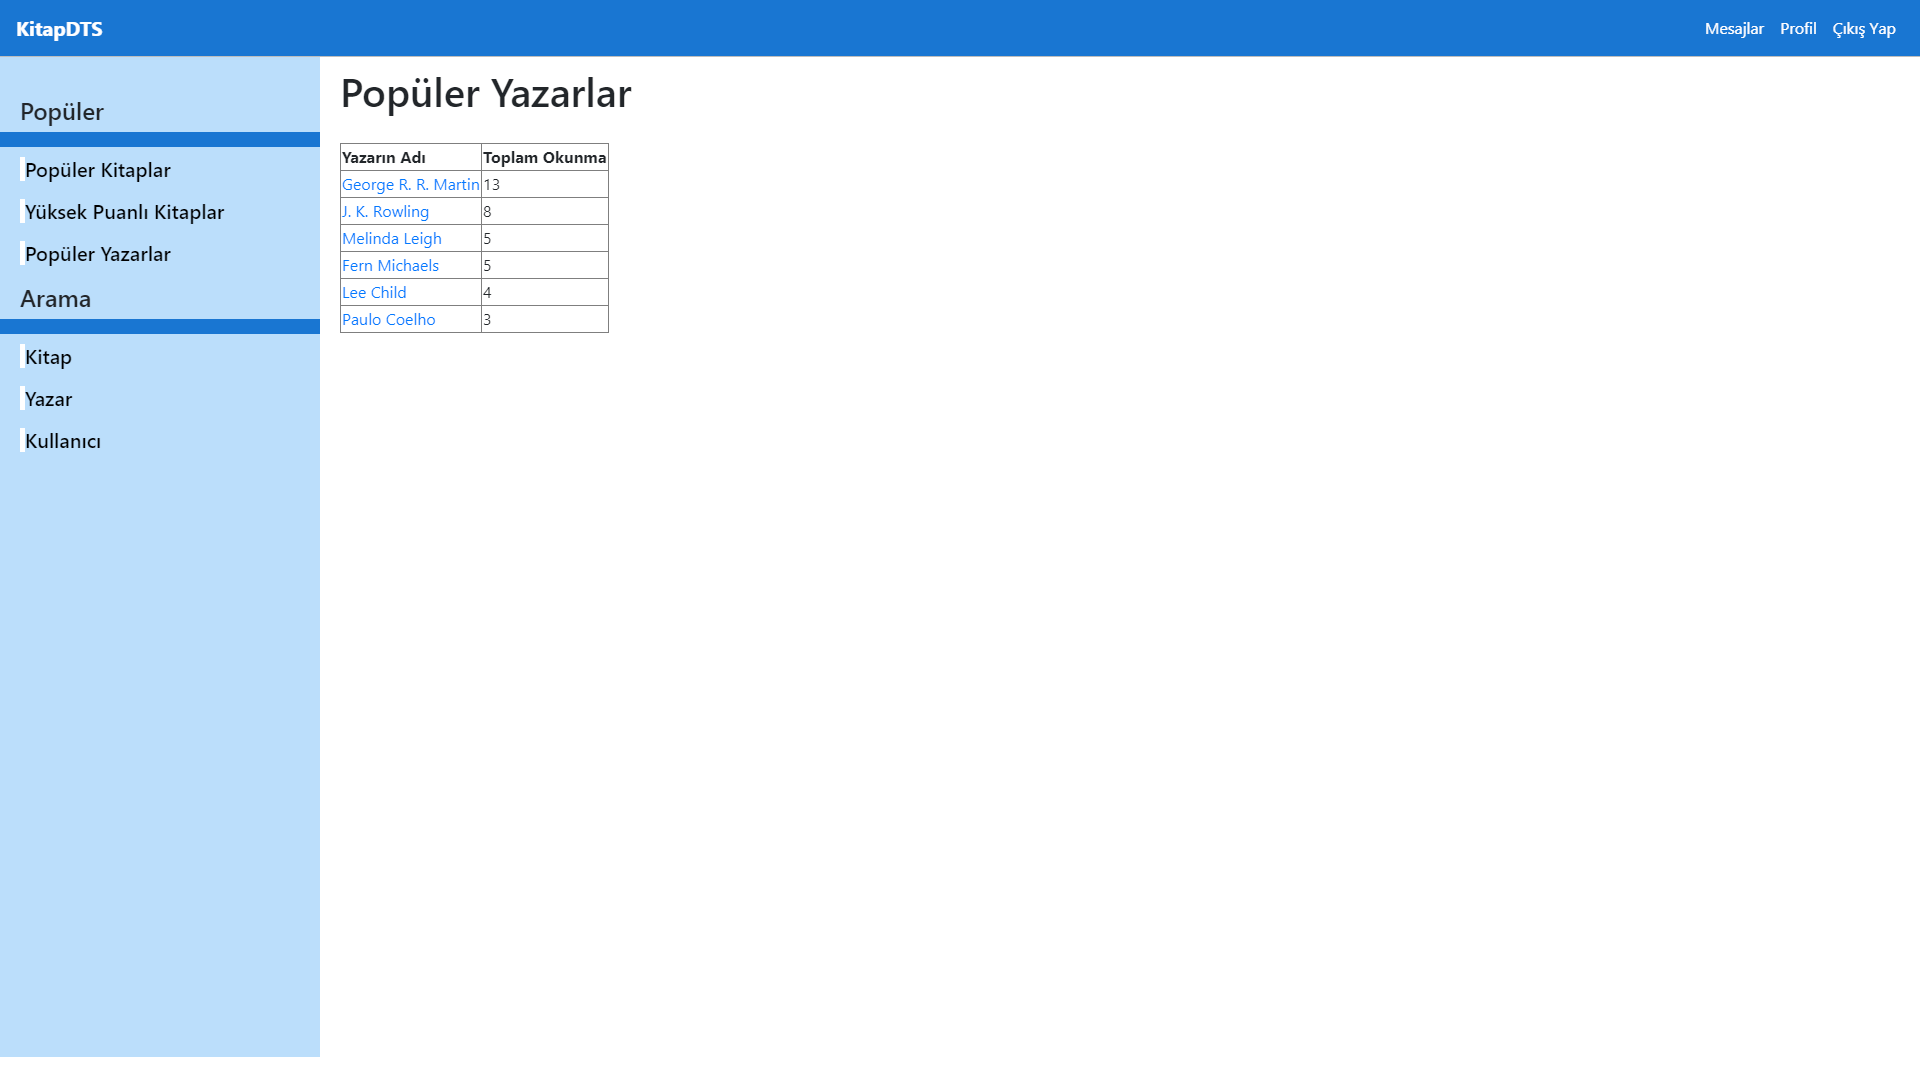 KitapDTS
Mesajlar Profil Çıkış Yap
Popüler
Popüler Kitaplar
Yüksek Puanlı Kitaplar
Popüler Yazarlar
Arama
Kitap
Yazar
Kullanıcı
Popüler Yazarlar
Yazarın Adı Toplam Okunma
George R. R. Martin 13
J. K. Rowling 8
Melinda Leigh 5
Fern Michaels 5
Lee Child 4
Paulo Coelho 3